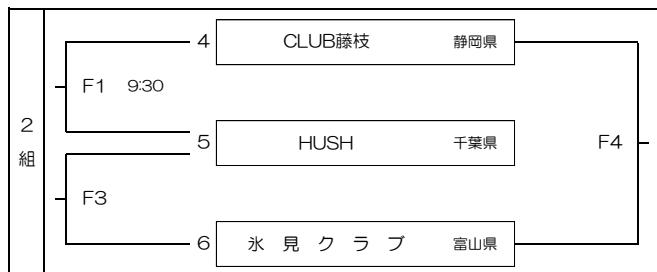 2組
4 CLUB藤枝 静岡県
F1 9:30
5 HUSH 千葉県
F4
F3
6 氷見クラブ 富山県